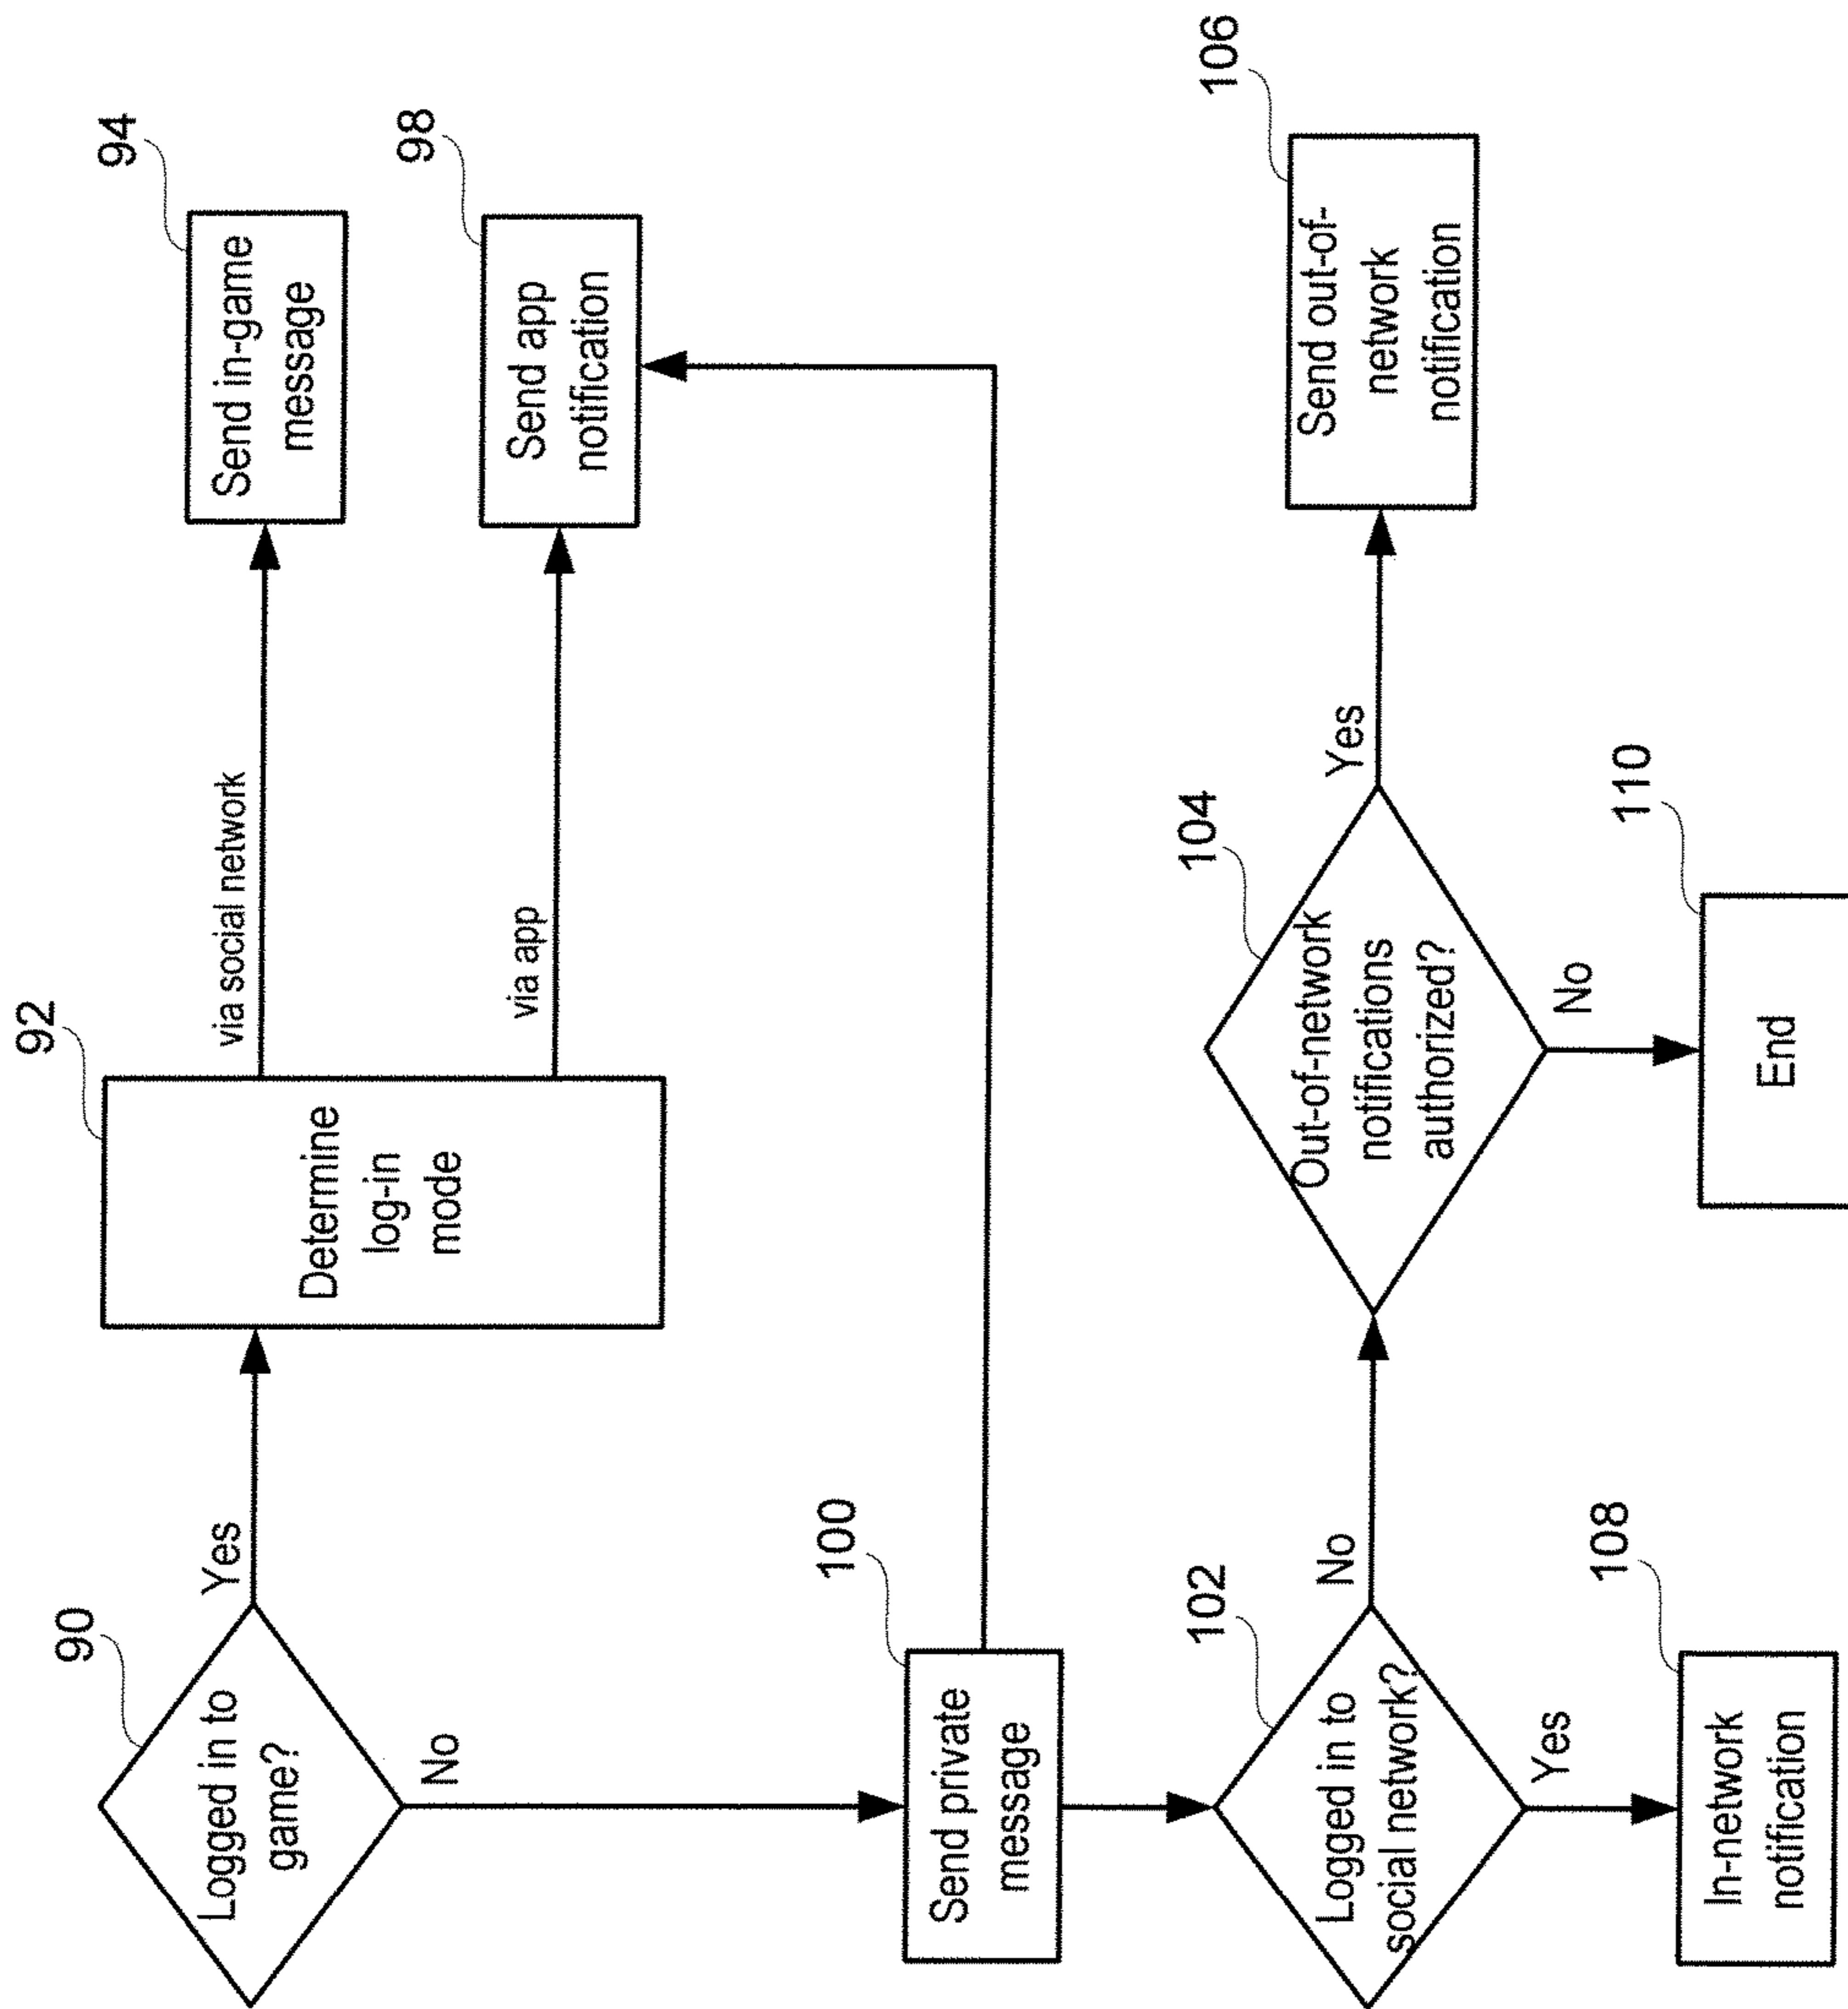 90
Logged in to
game?
Yes
No
92
Determine
log-in
mode
via social network
via app
94
Send in-game
message
98
Send app
notification
100
Send private
message
102
Logged in to
social network?
No
Yes
104
Out-of-network
notifications
authorized?
Yes
No
106
Send out-of-
network
notification
108
In-network
notification
110
End